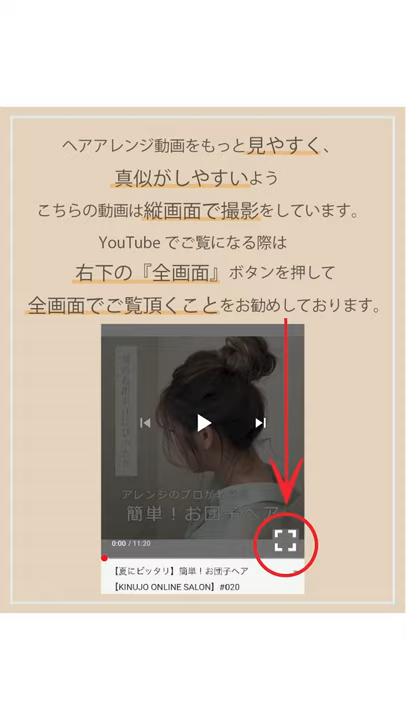 ヘアアレンジ動画をもっと見やすく、
真似がしやすいよう
こちらの動画は縦画面で撮影をしています。
YouTube でご覧になる際は
右下の『全画面』ボタンを押して
全画面でご覧頂くことをお勧めしております。
アレンジのプロが
簡単！お団子ヘア
0:00 / 11:20
【夏にピッタリ】簡単！お団子ヘア
【KINUJO ONLINE SALON】#020